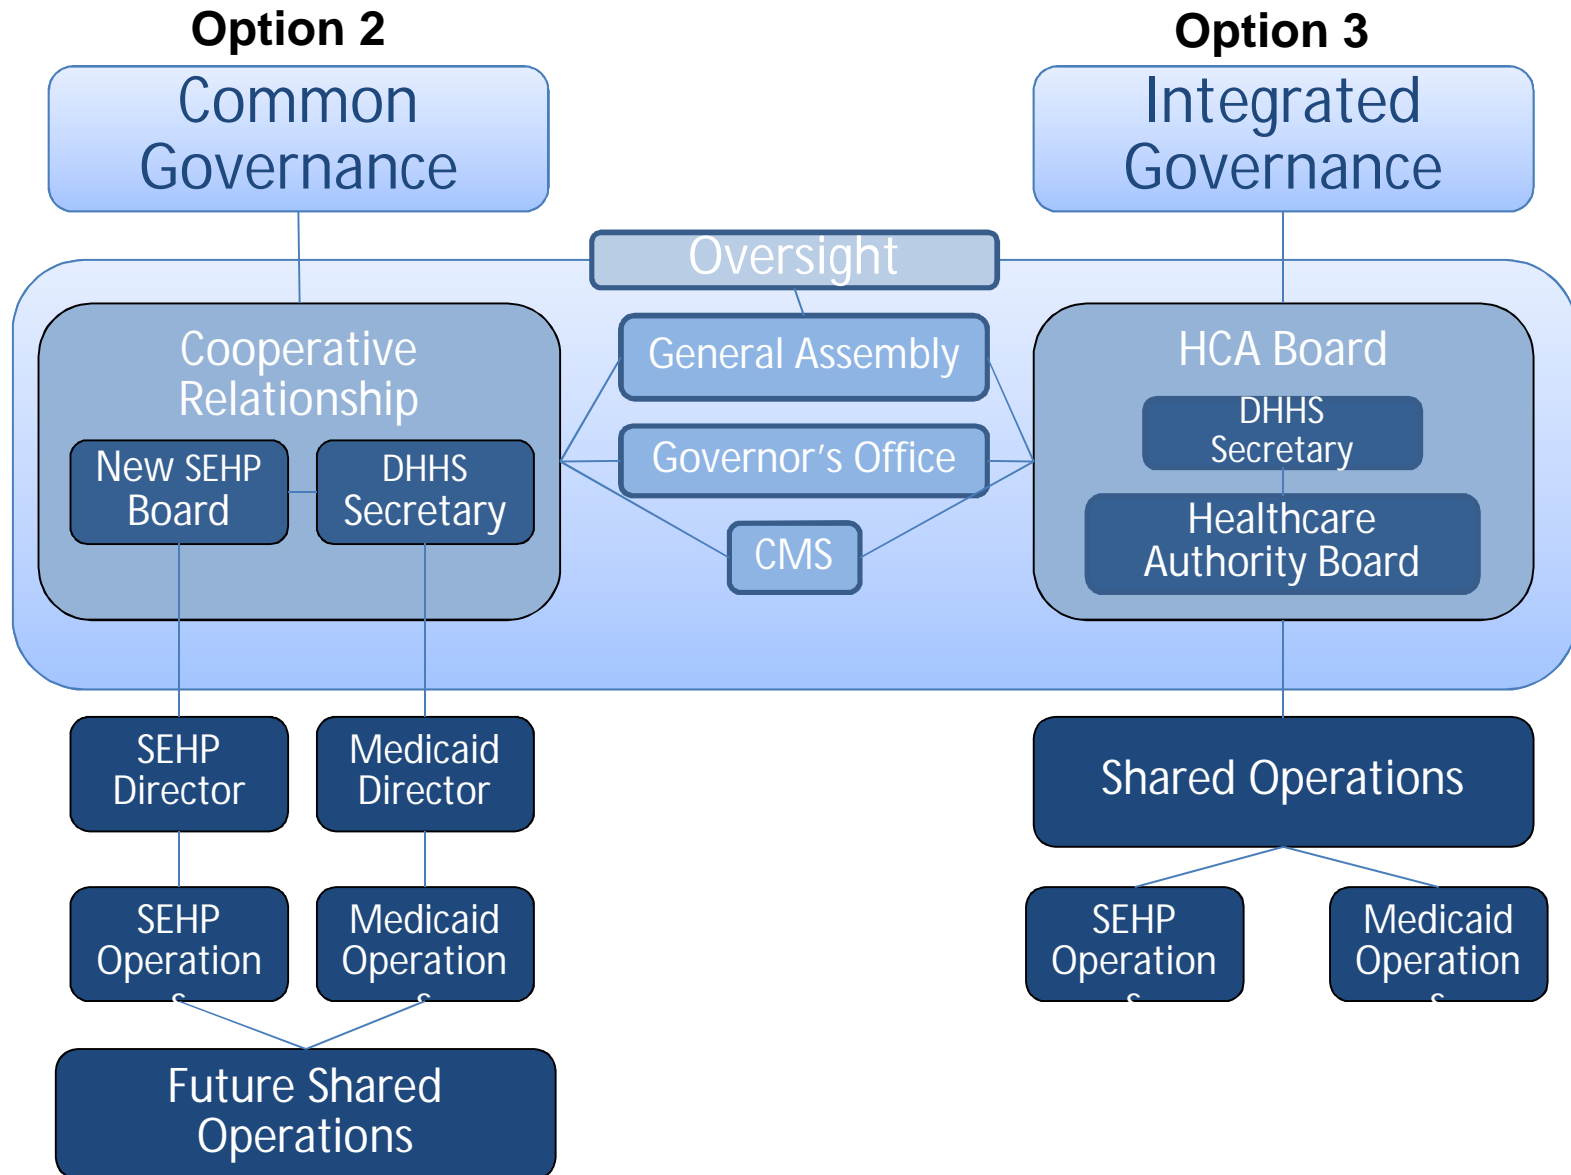 Option 2
Common
Governance
Option 3
Integrated
Governance
Oversight
General Assembly
Governor's Office
CMS
Cooperative
Relationship
New SEHP
Board
DHHS
Secretary
HCA Board
DHHS
Secretary
Healthcare
Authority Board
SEHP
Director
Medicaid
Director
SEHP
Operation
s
Medicaid
Operation
s
Future Shared
Operations
Shared Operations
SEHP
Operation
s
Medicaid
Operation
s